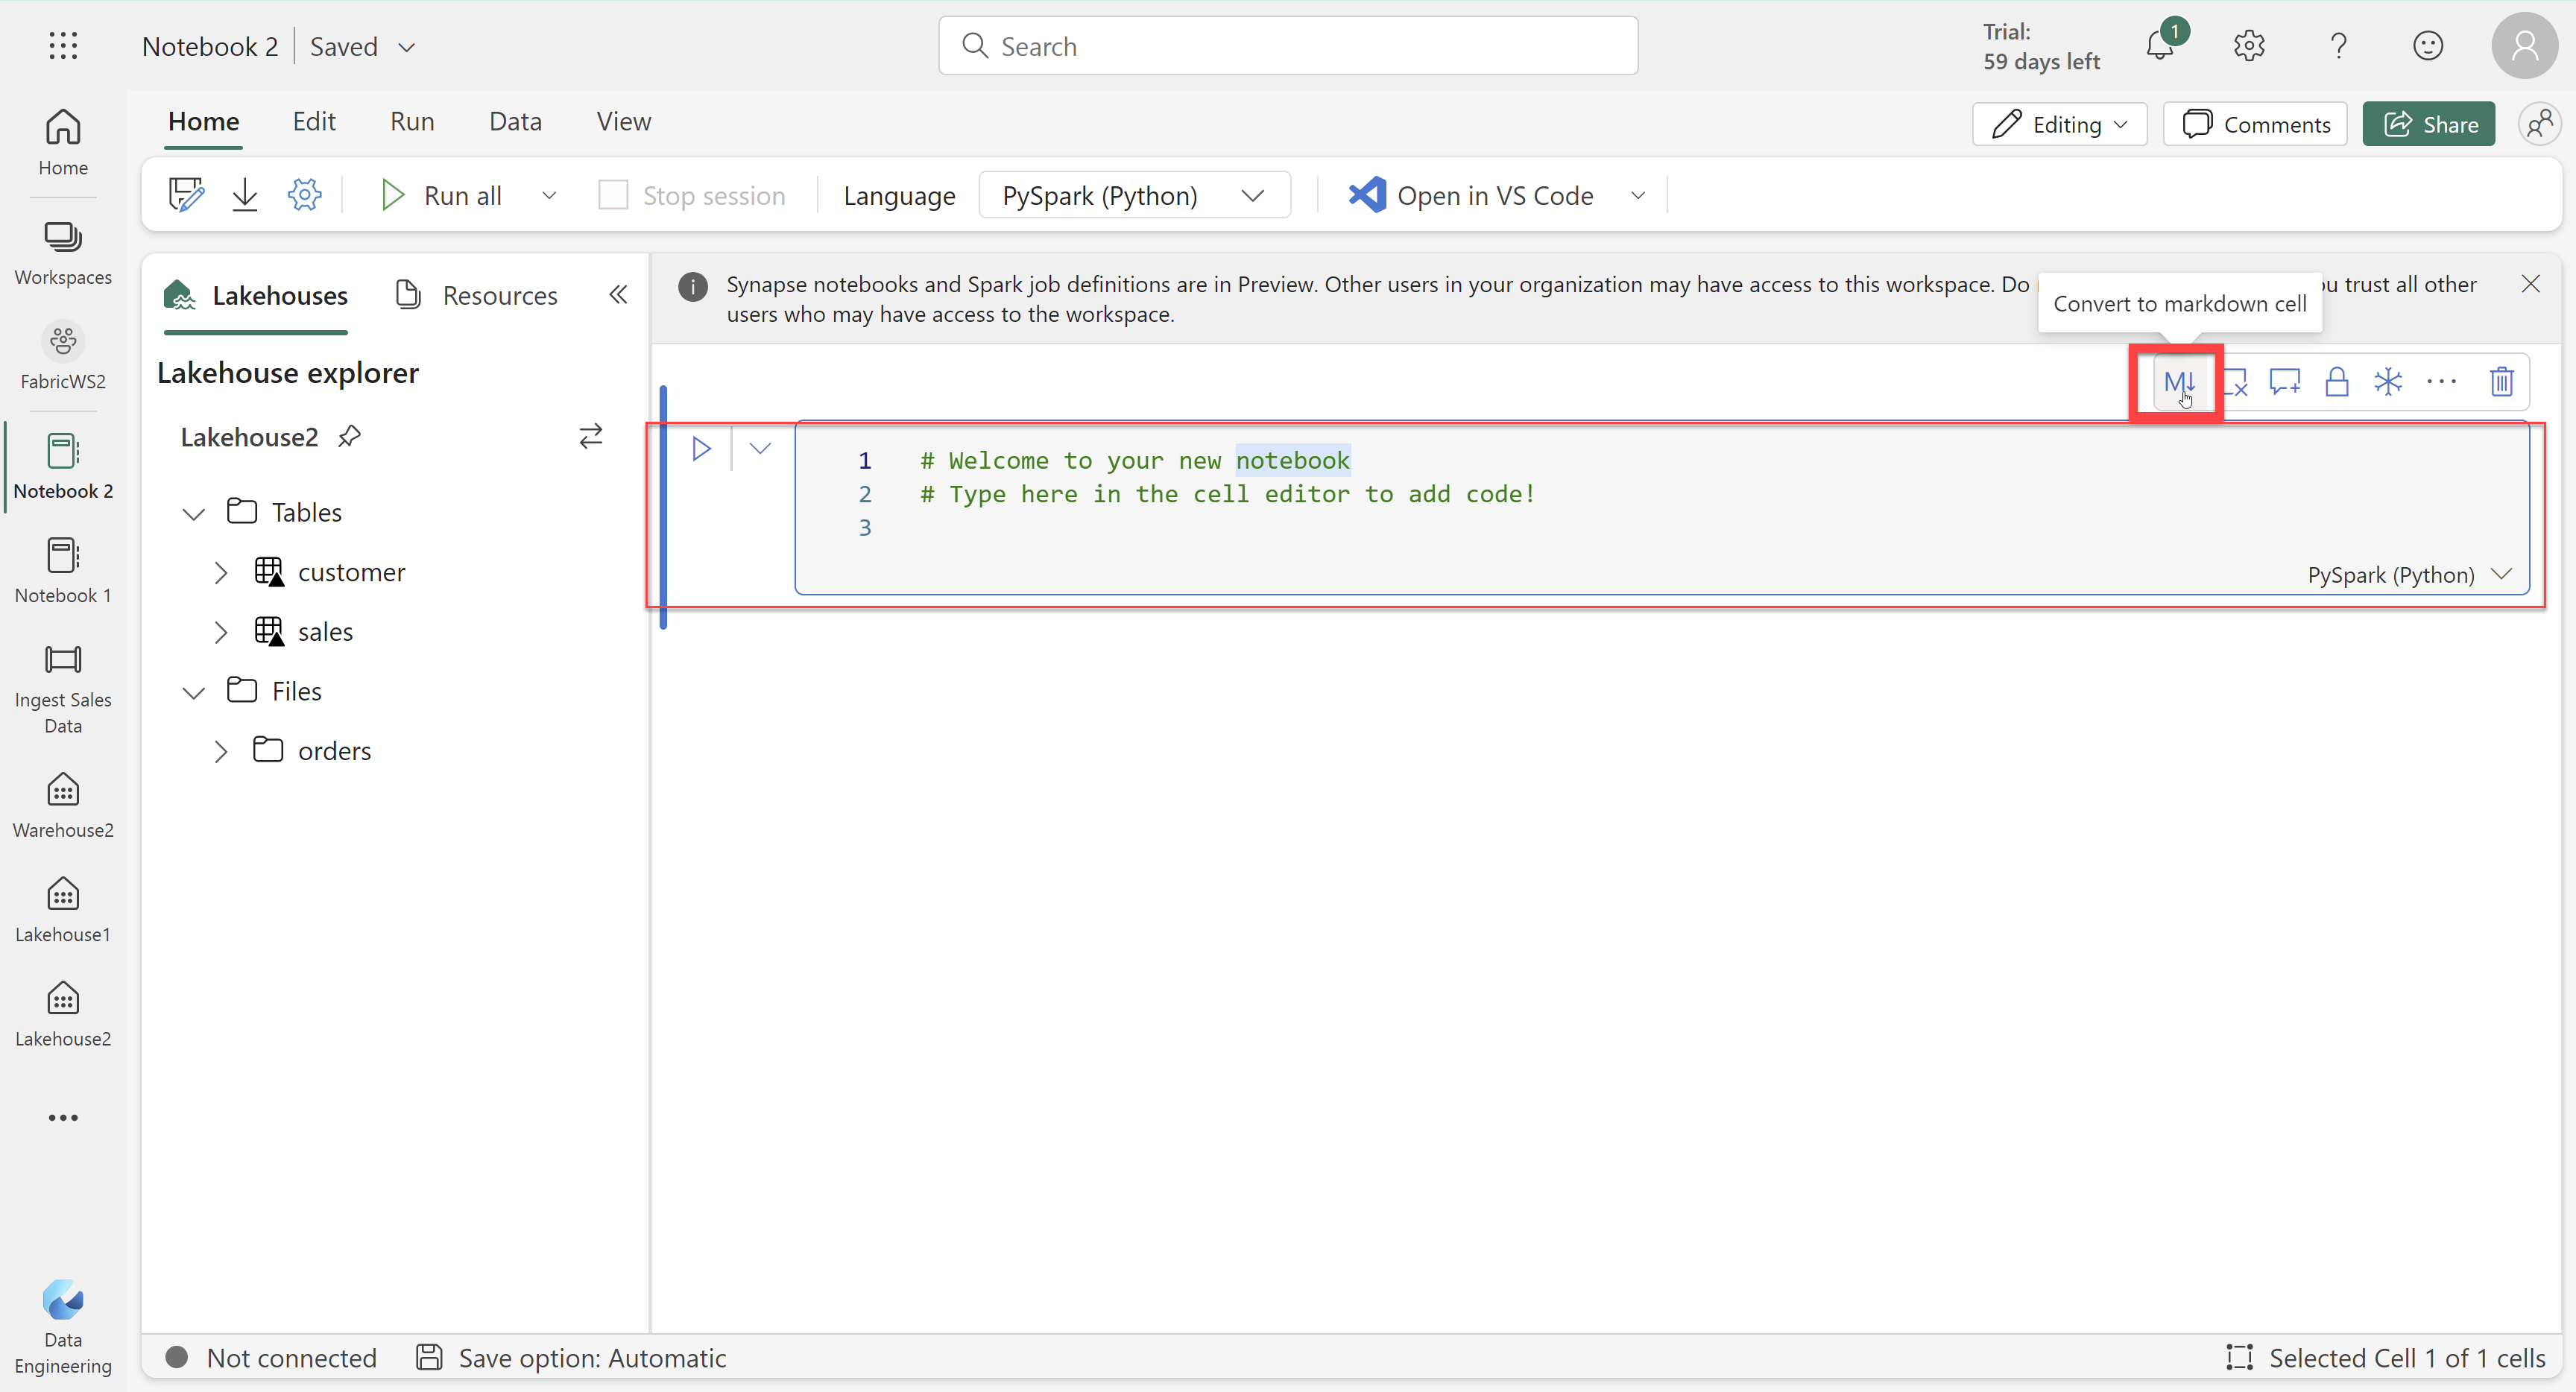 Notebook 2
Saved
Search
Trial:
59 days left
1
Home
Edit
Run
Data
View
Editing
Comments
Share
Run all
Stop session
Language
PySpark (Python)
Open in VS Code
Home
Workspaces
FabricWS2
Notebook 2
Notebook 1
Ingest Sales
Data
Warehouse2
Lakehouse1
Lakehouse2
Data
Engineering
Lakehouses
Resources
Lakehouse explorer
Lakehouse2
Tables
customer
sales
Files
orders
Synapse notebooks and Spark job definitions are in Preview. Other users in your organization may have access to this workspace. Do
u trust all other
users who may have access to the workspace.
Convert to markdown cell
M↓
1 # Welcome to your new notebook
2 # Type here in the cell editor to add code!
3
PySpark (Python)
Not connected
Save option: Automatic
Selected Cell 1 of 1 cells